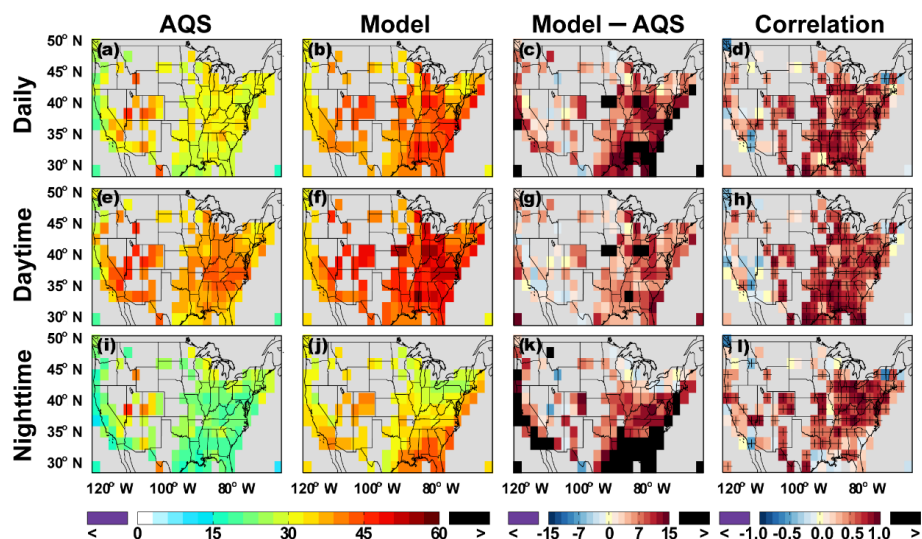 AQS Model Model − AQS Correlation
Daily
50° N (a) (b) (c) (d)
45° N
40° N
35° N
30° N
Daytime
50° N (e) (f) (g) (h)
45° N
40° N
35° N
30° N
Nighttime
50° N (i) (j) (k) (l)
45° N
40° N
35° N
30° N
120° W 100° W 80° W 120° W 100° W 80° W 120° W 100° W 80° W 120° W 100° W 80° W
< 0 15 30 45 60 > < -15 -7 0 7 15 > < -1.0 -0.5 0.0 0.5 1.0 >